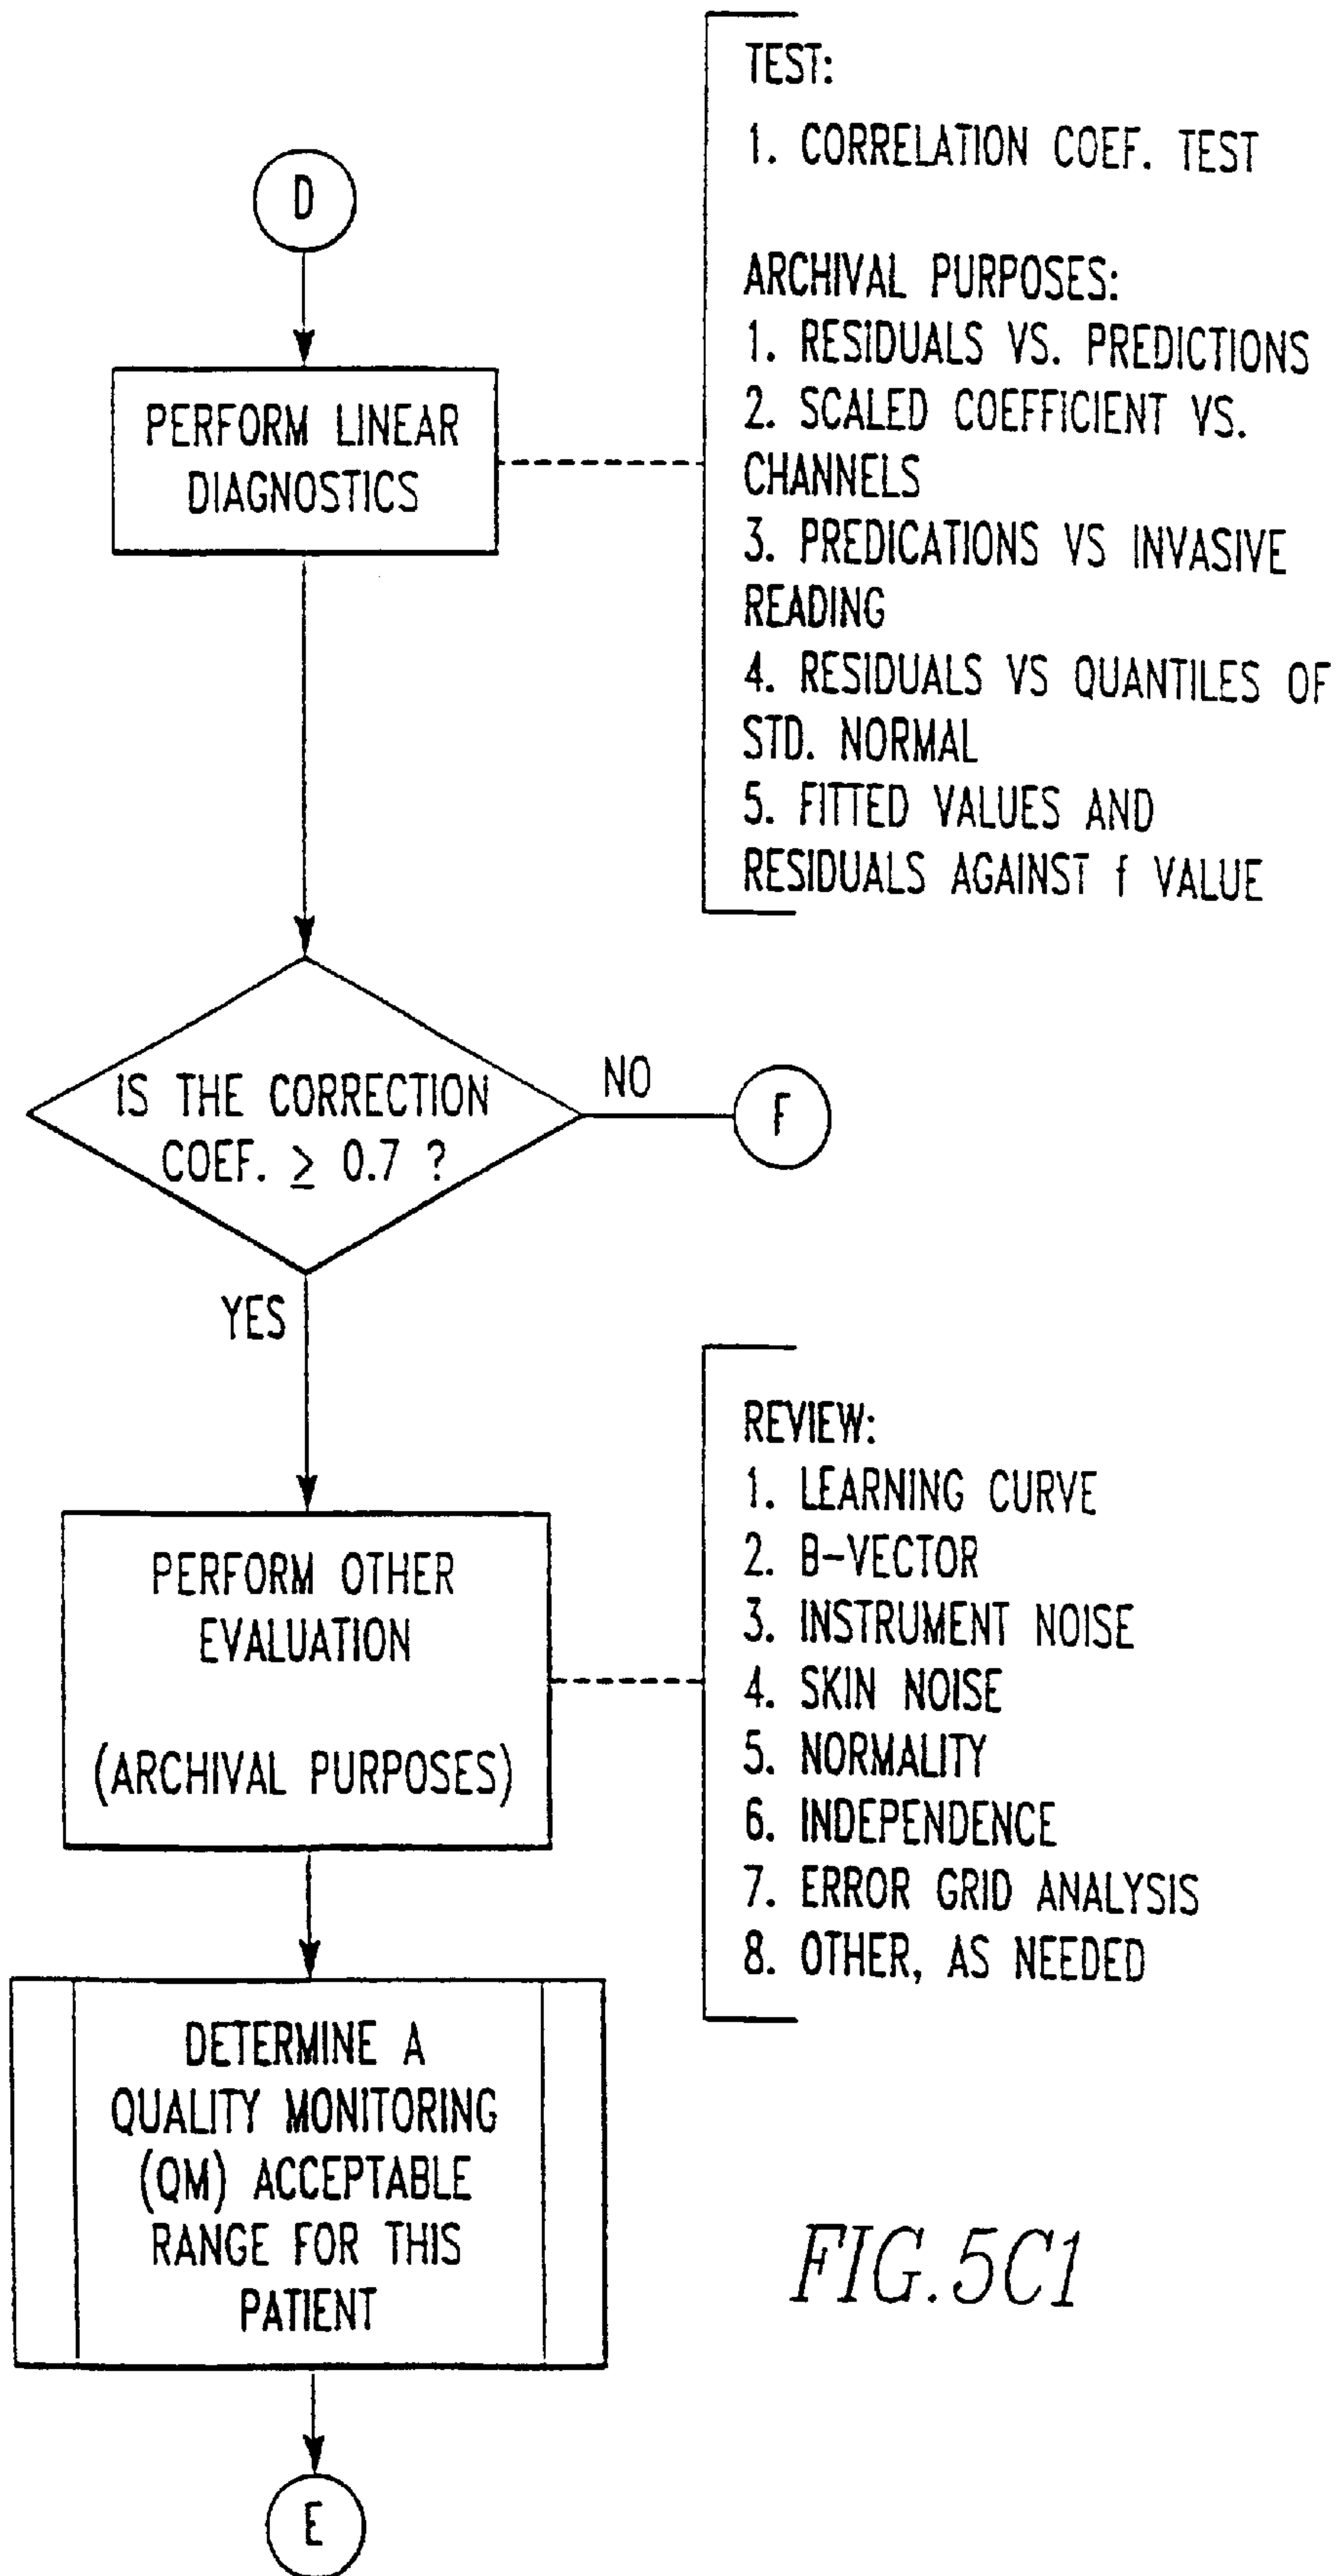 D
PERFORM LINEAR
DIAGNOSTICS
TEST:
1. CORRELATION COEF. TEST
ARCHIVAL PURPOSES:
1. RESIDUALS VS. PREDICTIONS
2. SCALED COEFFICIENT VS.
CHANNELS
3. PREDICATIONS VS INVASIVE
READING
4. RESIDUALS VS QUANTILES OF
STD. NORMAL
5. FITTED VALUES AND
RESIDUALS AGAINST f VALUE
IS THE CORRECTION
COEF. ≥ 0.7 ?
NO
F
YES
PERFORM OTHER
EVALUATION
(ARCHIVAL PURPOSES)
REVIEW:
1. LEARNING CURVE
2. B-VECTOR
3. INSTRUMENT NOISE
4. SKIN NOISE
5. NORMALITY
6. INDEPENDENCE
7. ERROR GRID ANALYSIS
8. OTHER, AS NEEDED
DETERMINE A
QUALITY MONITORING
(QM) ACCEPTABLE
RANGE FOR THIS
PATIENT
E
FIG. 5C1